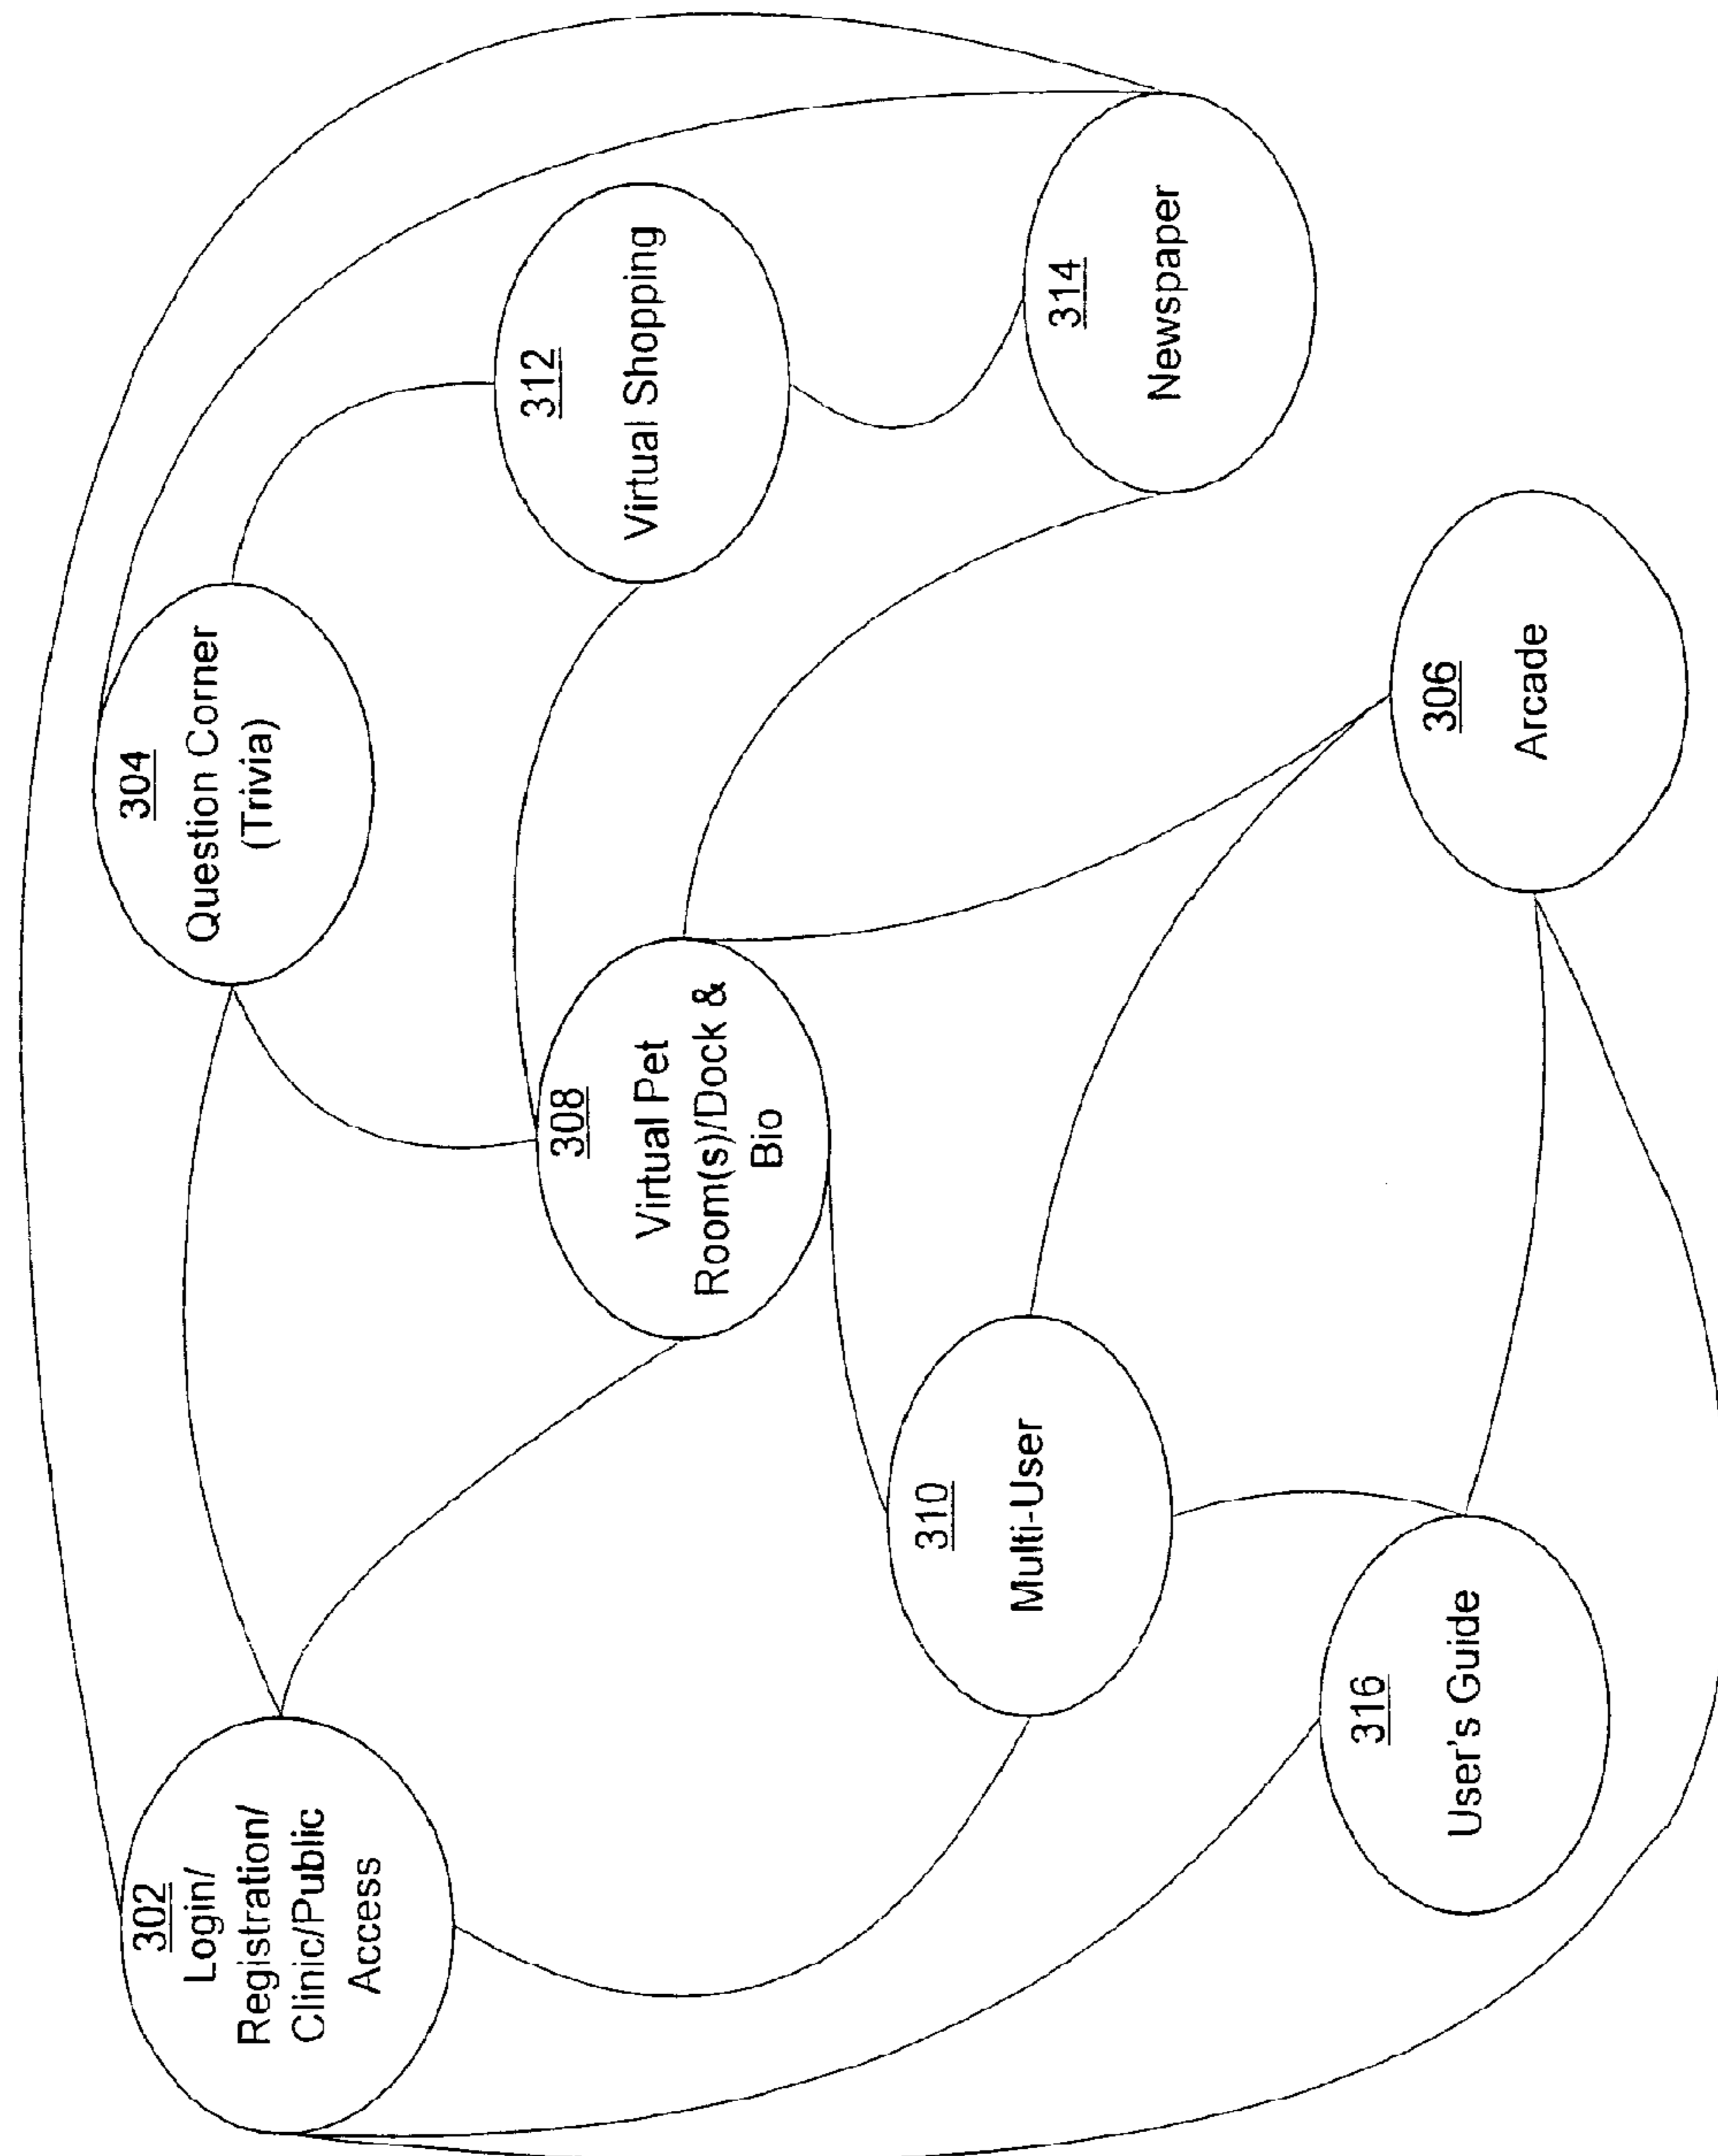 302
Login/
Registration/
Clinic/Public
Access
304
Question Corner
(Trivia)
308
Virtual Pet
Room(s)/Dock &
Bio
312
Virtual Shopping
310
Multi-User
314
Newspaper
316
User's Guide
306
Arcade